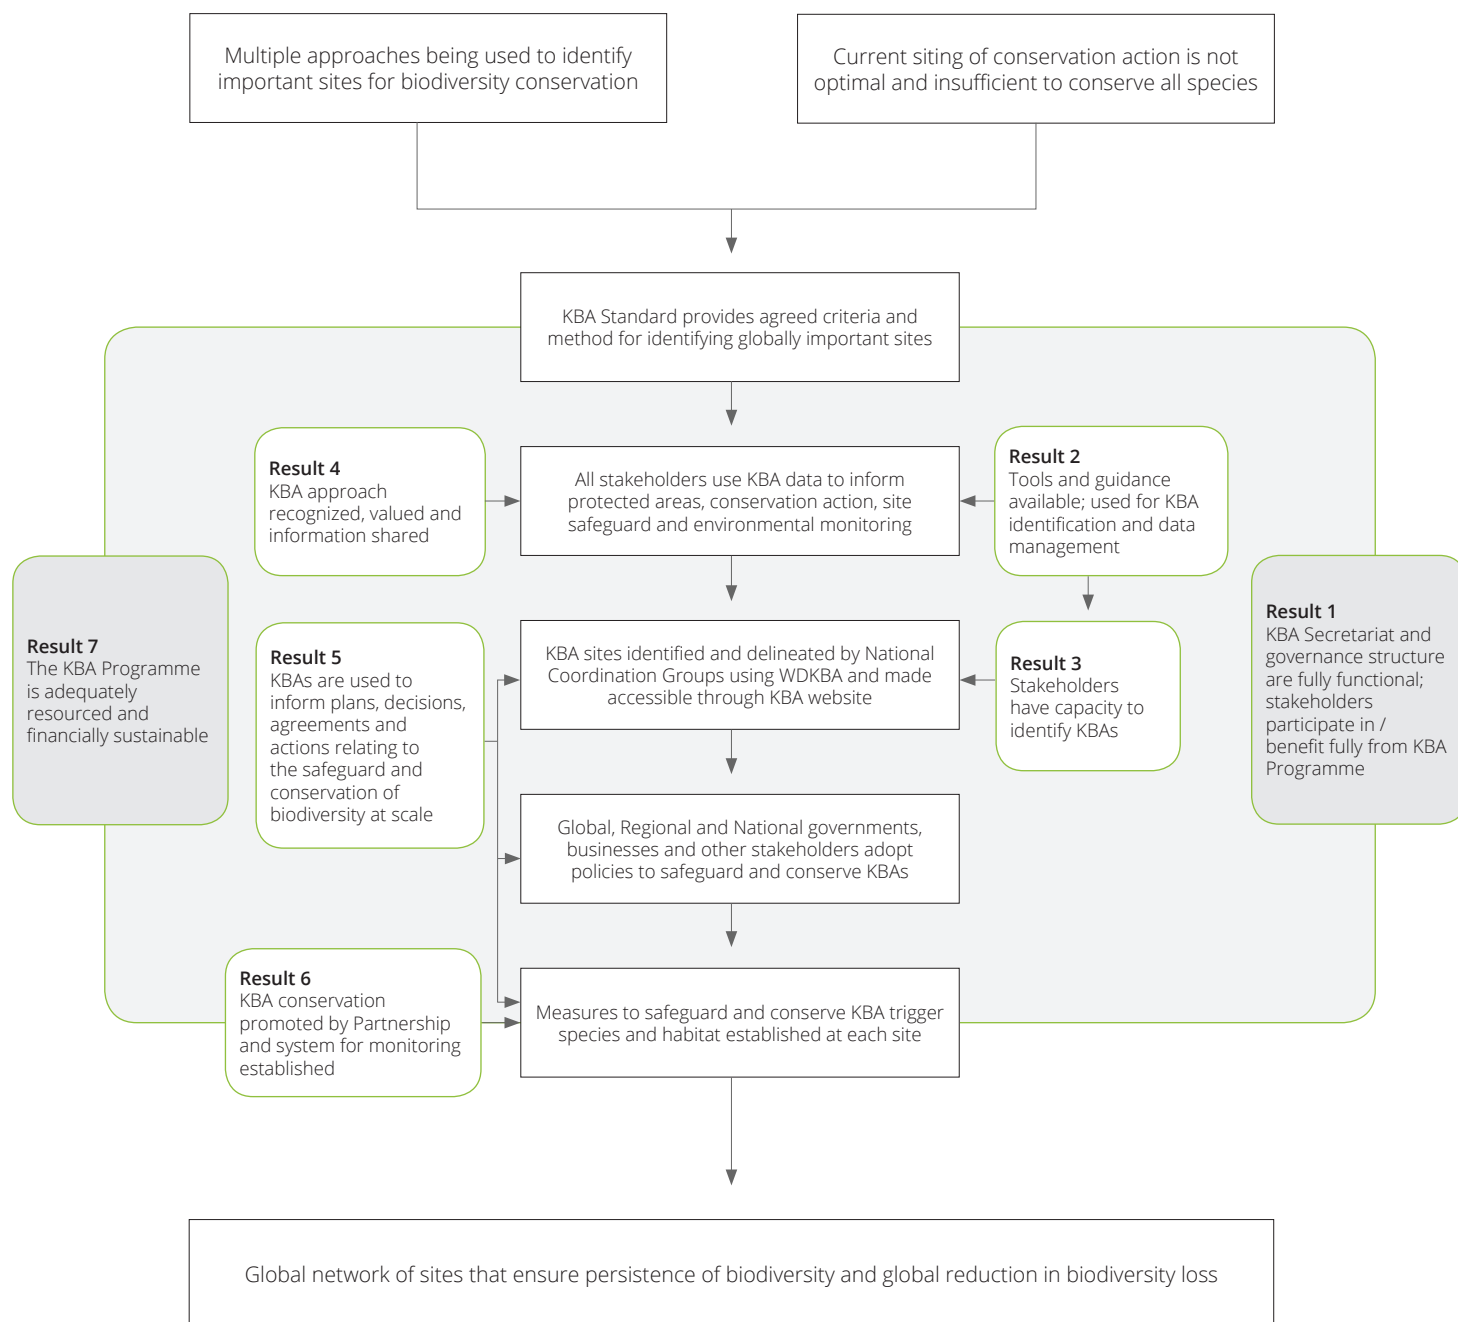 Multiple approaches being used to identify
important sites for biodiversity conservation
Current siting of conservation action is not
optimal and insufficient to conserve all species
KBA Standard provides agreed criteria and
method for identifying globally important sites
Result 4
KBA approach
recognized, valued and
information shared
All stakeholders use KBA data to inform
protected areas, conservation action, site
safeguard and environmental monitoring
Result 2
Tools and guidance
available; used for KBA
identification and data
management
Result 7
The KBA Programme
is adequately
resourced and
financially sustainable
Result 5
KBAs are used to
inform plans, decisions,
agreements and
actions relating to
the safeguard and
conservation of
biodiversity at scale
KBA sites identified and delineated by National
Coordination Groups using WDKBA and made
accessible through KBA website
Result 3
Stakeholders
have capacity to
identify KBAs
Result 1
KBA Secretariat and
governance structure
are fully functional;
stakeholders
participate in /
benefit fully from KBA
Programme
Global, Regional and National governments,
businesses and other stakeholders adopt
policies to safeguard and conserve KBAs
Result 6
KBA conservation
promoted by Partnership
and system for monitoring
established
Measures to safeguard and conserve KBA trigger
species and habitat established at each site
Global network of sites that ensure persistence of biodiversity and global reduction in biodiversity loss